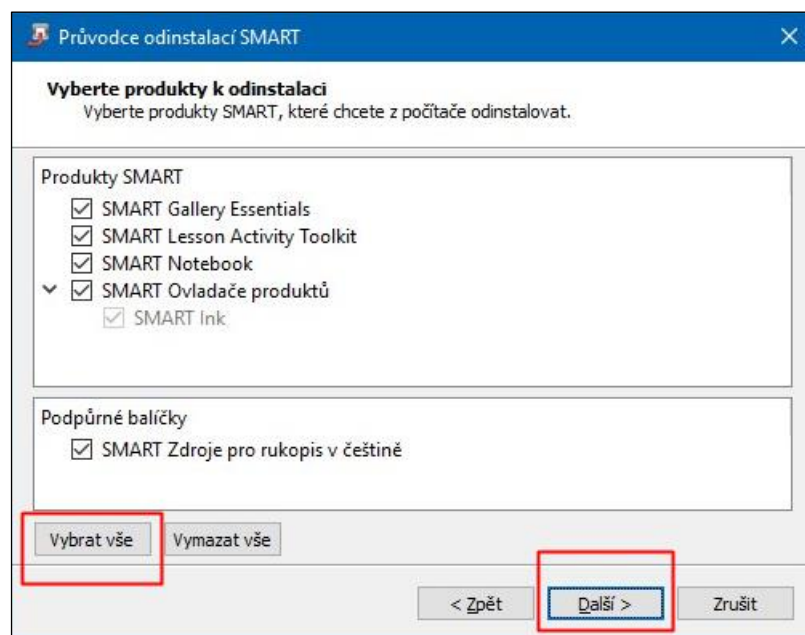 Průvodce odinstalací SMART
Vyberte produkty k odinstalaci
Vyberte produkty SMART, které chcete z počítače odinstalovat.
Produkty SMART
SMART Gallery Essentials
SMART Lesson Activity Toolkit
SMART Notebook
SMART Ovladače produktů
SMART Ink
Podpůrné balíčky
SMART Zdroje pro rukopis v češtině
Vybrat vše Vymazat vše
< Zpět Další > Zrušit